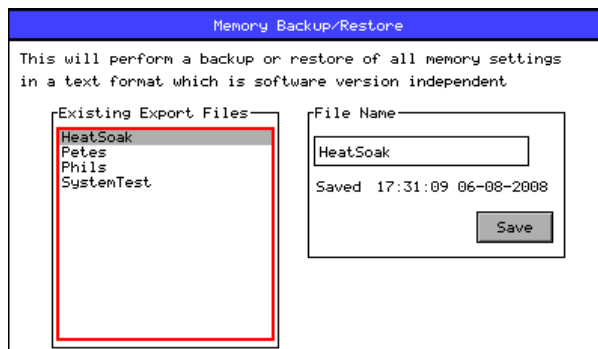 Memory Backup/Restore
This will perform a backup or restore of all memory settings
in a text format which is software version independent
Existing Export Files
HeatSoak
Petes
Phils
SystemTest
File Name
HeatSoak
Saved 17:31:09 06-08-2008
Save